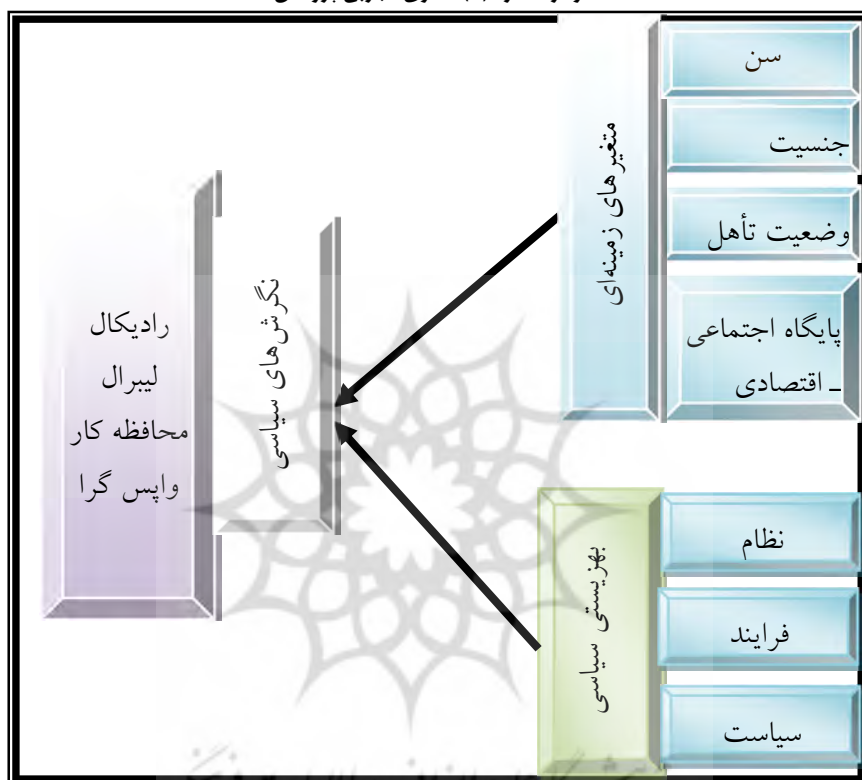 سن
جنسیت
وضعیت تأهل
پایگاه اجتماعی
ـ اقتصادی
متغیرهای زمینه‌ای
نظام
فرایند
سیاست
بهزیستی سیاسی
نگرش‌های سیاسی
رادیکال
لیبرال
محافظه کار
واپس گرا